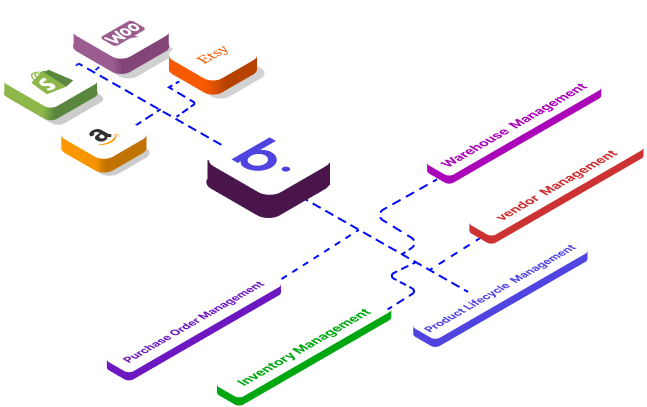 Woo
Etsy
S
a
b.
Warehouse Management
vendor Management
Product Lifecycle Management
Purchase Order Management
Inventory Management